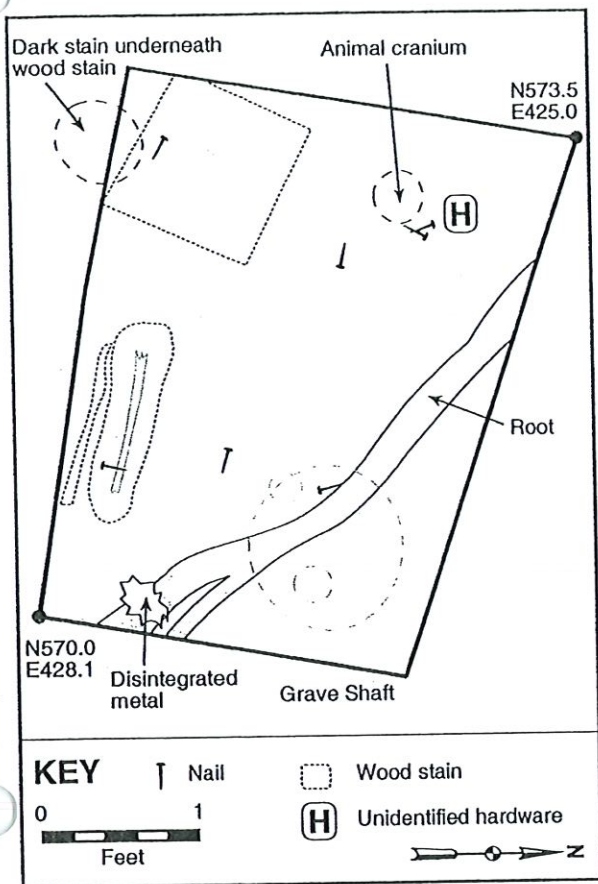 Dark stain underneath
wood stain
Animal cranium
N573.5
E425.0
H
Root
N570.0
E428.1
Disintegrated
metal
Grave Shaft
KEY
Nail
Wood stain
0 1
Feet
H
Unidentified hardware
N